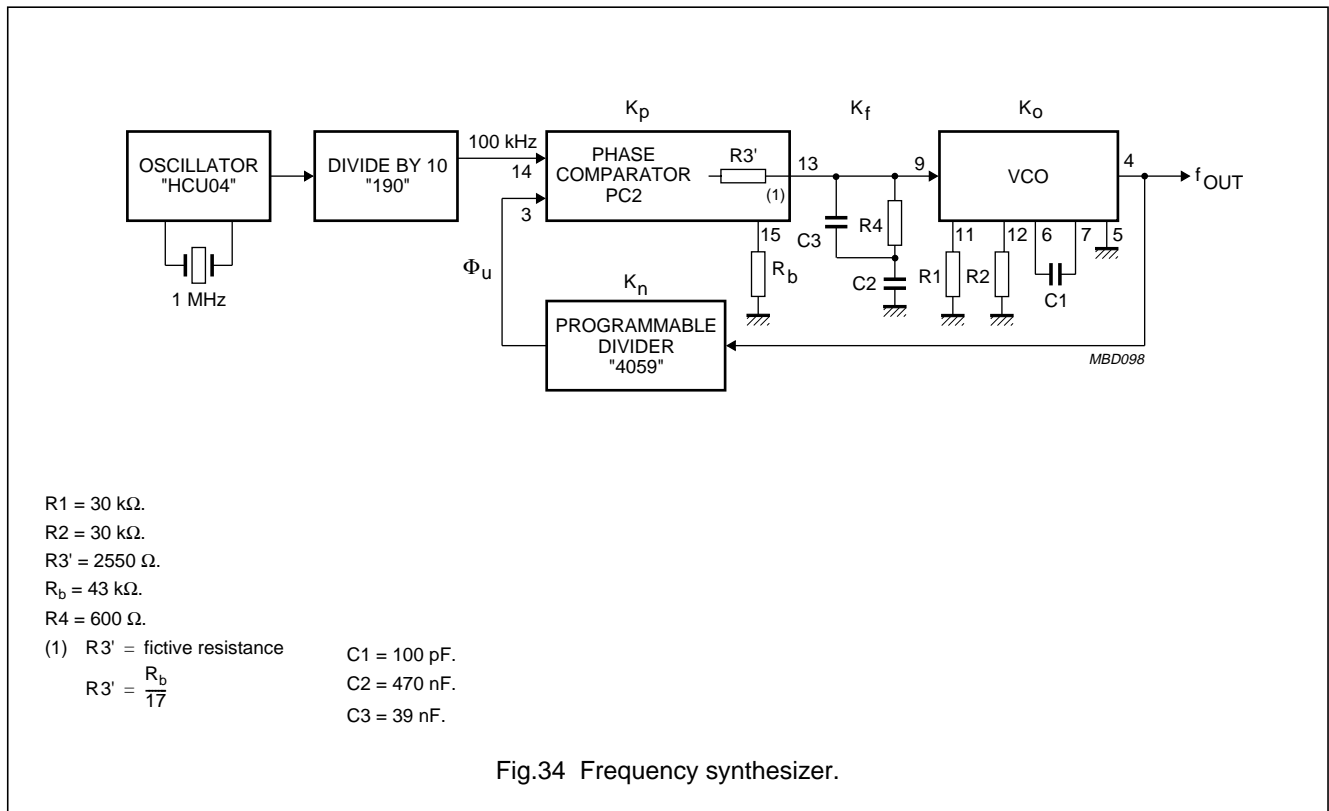 Kp
Kf
Ko
OSCILLATOR
"HCU04"
DIVIDE BY 10
"190"
100 kHz
14
3
PHASE
COMPARATOR
PC2
R3'
(1)
13
9
VCO
4
fOUT
15
11
12
6
7
5
C3
R4
R1
R2
C1
1 MHz
Φu
Rb
C2
Kn
PROGRAMMABLE
DIVIDER
"4059"
MBD098
R1 = 30 kΩ.
R2 = 30 kΩ.
R3' = 2550 Ω.
Rb = 43 kΩ.
R4 = 600 Ω.
(1) R3' = fictive resistance
R3' = Rb/17
C1 = 100 pF.
C2 = 470 nF.
C3 = 39 nF.
Fig.34 Frequency synthesizer.